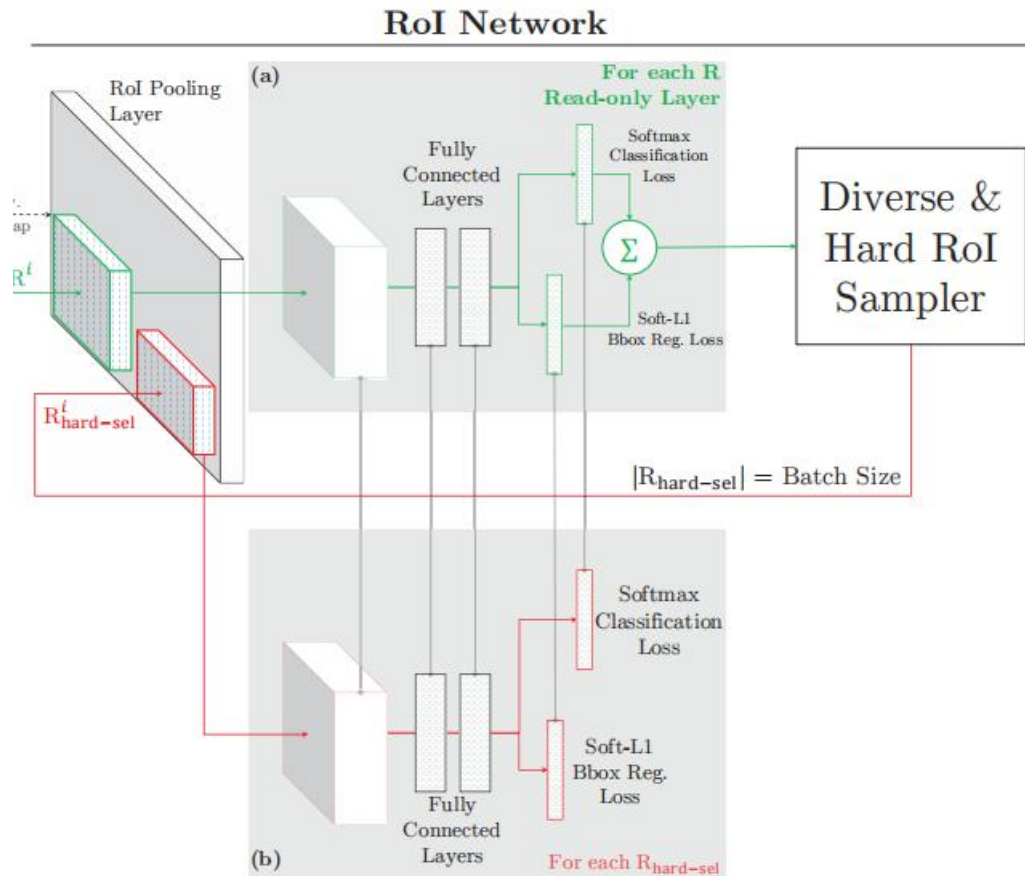 RoI Network
(a)
For each R
Read-only Layer
RoI Pooling
Layer
Fully
Connected
Layers
Softmax
Classification
Loss
Σ
Soft-L1
Bbox Reg. Loss
Diverse &
Hard RoI
Sampler
ap
R^i
R^i_hard−sel
|R_hard−sel| = Batch Size
Softmax
Classification
Loss
Soft-L1
Bbox Reg.
Loss
Fully
Connected
Layers
(b)
For each R_hard−sel